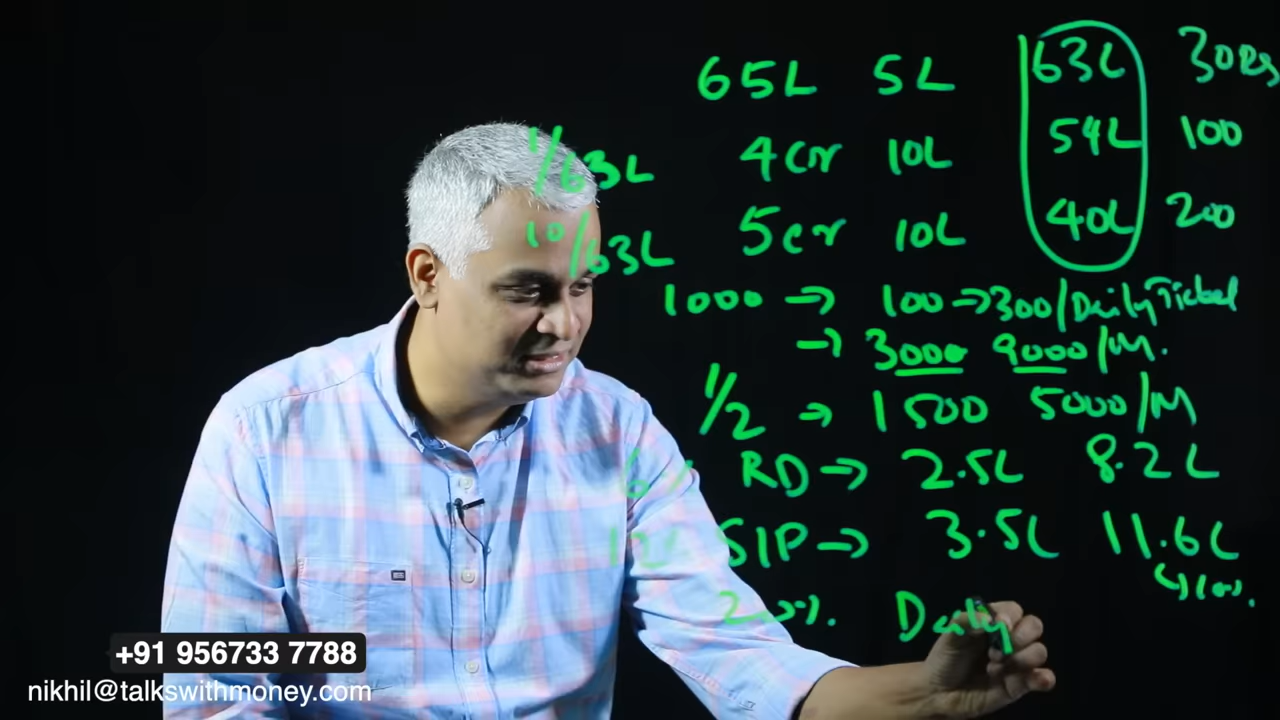 65L 5L 63L 30Rs
1/63L 4Cr 10L 54L 100
10/63L 5Cr 10L 40L 200
1000 → 100 → 300/Daily Ticket
→ 3000 9000/M.
1/2 → 1500 5000/M
RD → 2.5L 8.2L
SIP → 3.5L 11.6L
Daily
+91 956733 7788
nikhil@talkswithmoney.com